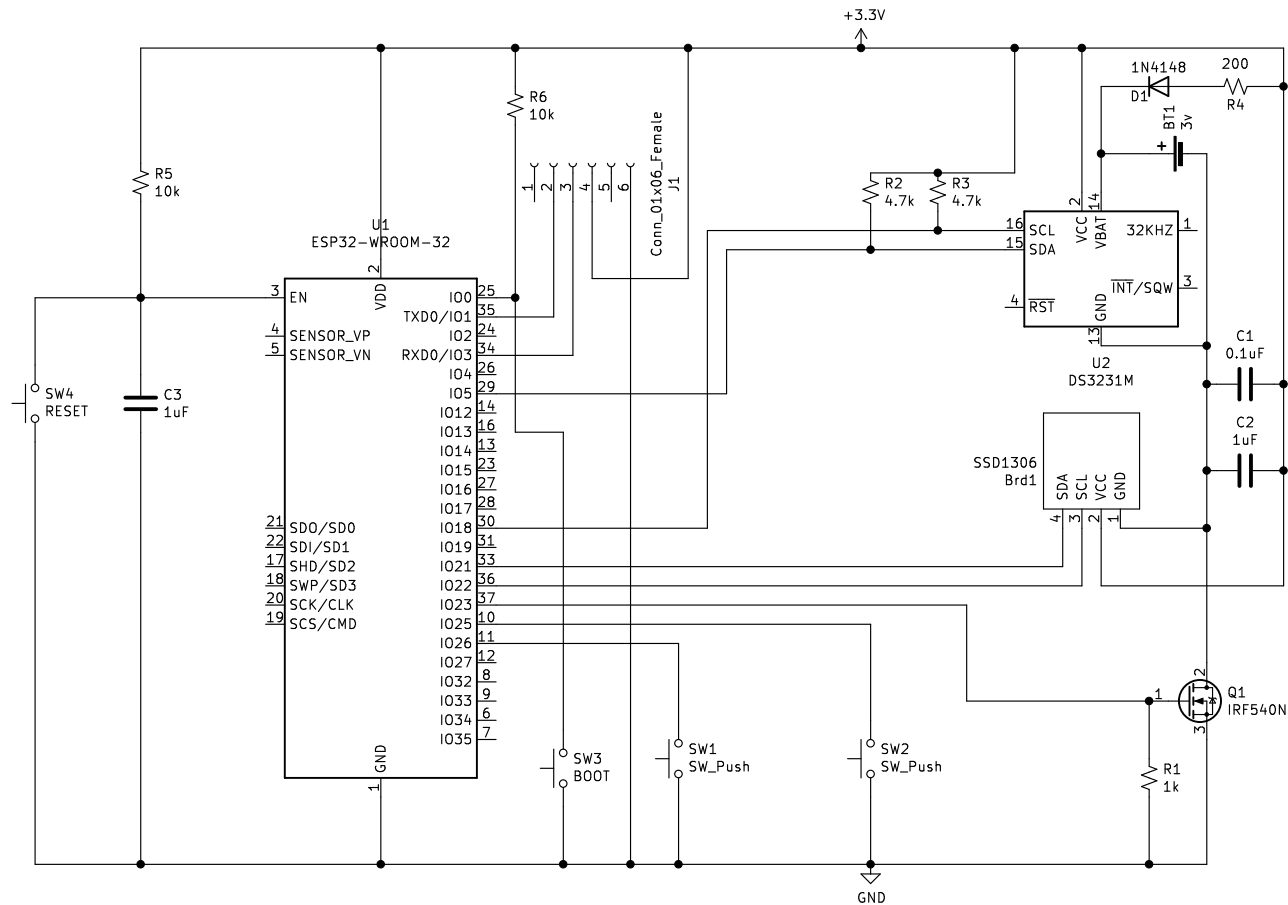 +3.3V
1N4148
D1
200
R4
BT1
3v
R6
10k
Conn_01x06_Female
J1
1
2
3
4
5
6
R5
10k
R2
4.7k
R3
4.7k
U1
ESP32-WROOM-32
2
VDD
3 EN
4 SENSOR_VP
5 SENSOR_VN
21 SDO/SD0
22 SDI/SD1
17 SHD/SD2
18 SWP/SD3
20 SCK/CLK
19 SCS/CMD
IO0 25
TXD0/IO1 35
IO2 24
RXD0/IO3 34
IO4 26
IO5 29
IO12 14
IO13 16
IO14 13
IO15 23
IO16 27
IO17 28
IO18 30
IO19 31
IO21 33
IO22 36
IO23 37
IO25 10
IO26 11
IO27 12
IO32 8
IO33 9
IO34 6
IO35 7
GND
1
2
VCC
14
VBAT
16 SCL
15 SDA
4 RST
32KHZ 1
INT/SQW 3
GND
13
U2
DS3231M
C1
0.1uF
C2
1uF
SSD1306
Brd1
SDA
SCL
VCC
GND
4
3
2
1
SW4
RESET
C3
1uF
SW3
BOOT
SW1
SW_Push
SW2
SW_Push
R1
1k
1
2
3
Q1
IRF540N
GND